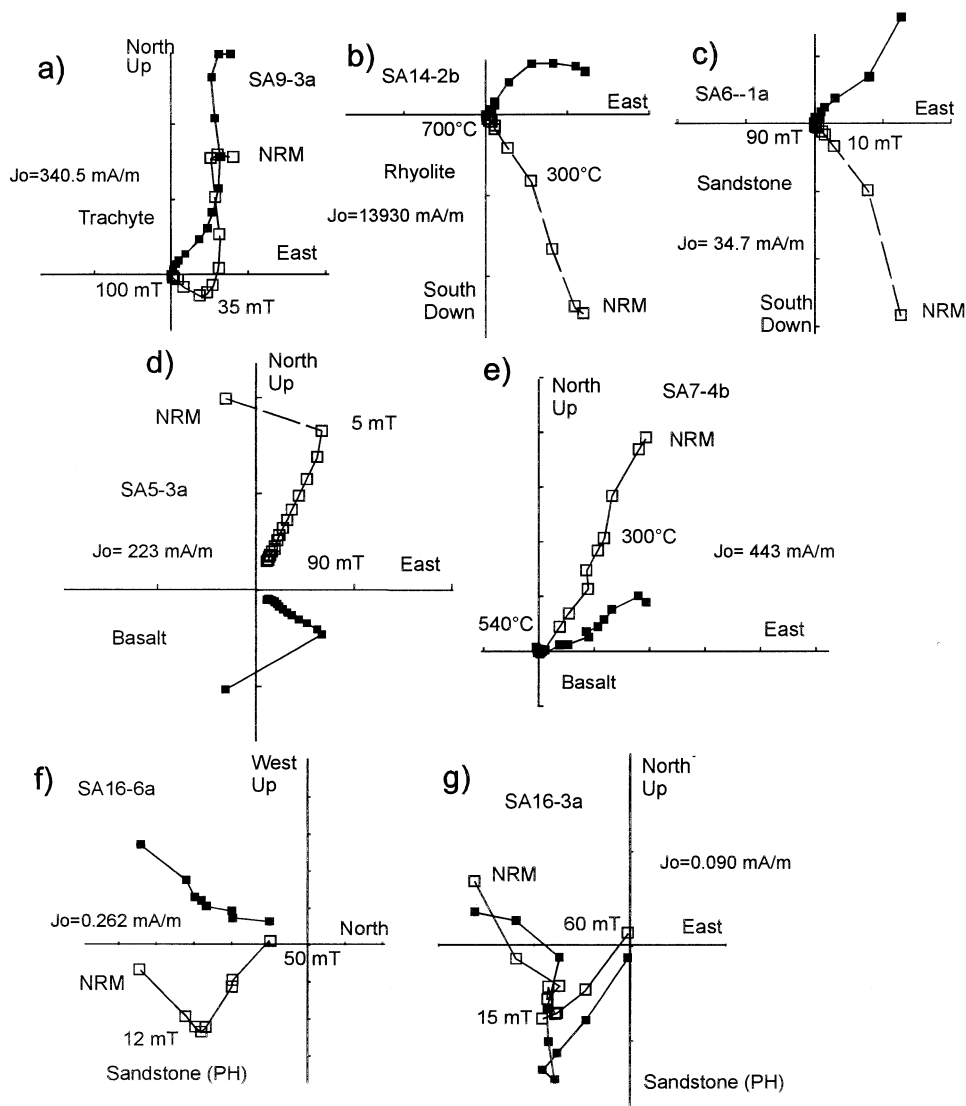 a)
North
Up
SA9-3a
NRM
Jo=340.5 mA/m
Trachyte
East
100 mT
35 mT
b)
SA14-2b
East
700°C
Rhyolite
300°C
Jo=13930 mA/m
South
Down
NRM
c)
SA6--1a
East
90 mT
10 mT
Sandstone
Jo= 34.7 mA/m
South
Down
NRM
d)
North
Up
NRM
5 mT
SA5-3a
Jo= 223 mA/m
90 mT
East
Basalt
e)
North
Up
SA7-4b
NRM
300°C
Jo= 443 mA/m
540°C
East
Basalt
f)
West
Up
SA16-6a
Jo=0.262 mA/m
North
50 mT
NRM
12 mT
Sandstone (PH)
g)
North
Up
SA16-3a
NRM
Jo=0.090 mA/m
60 mT
East
15 mT
Sandstone (PH)